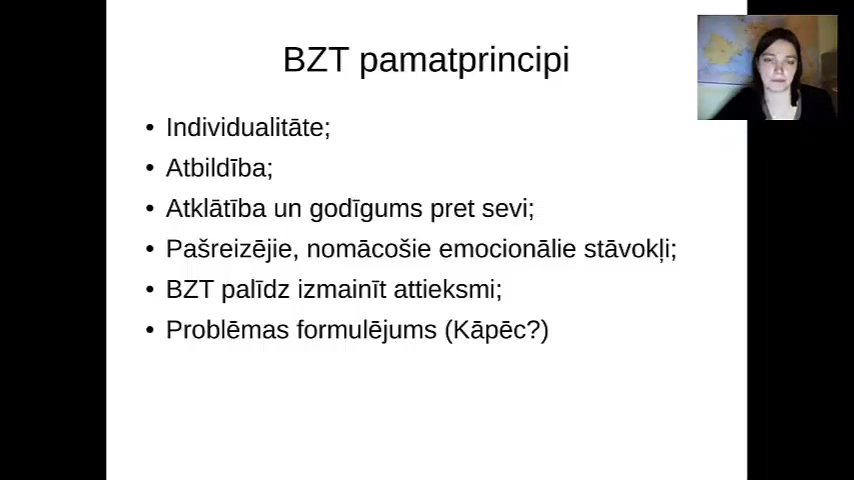 BZT pamatprincipi
• Individualitāte;
• Atbildība;
• Atklātība un godīgums pret sevi;
• Pašreizējie, nomācošie emocionālie stāvokļi;
• BZT palīdz izmainīt attieksmi;
• Problēmas formulējums (Kāpēc?)